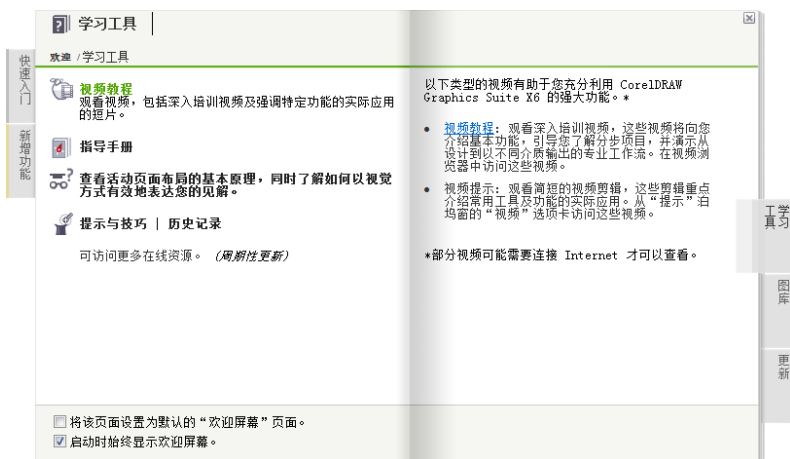 学习工具
欢迎 /学习工具
快速入门
新增功能
视频教程
观看视频，包括深入培训视频及强调特定功能的实际应用
的短片。
指导手册
查看活动页面布局的基本原理，同时了解如何以视觉
方式有效地表达您的见解。
提示与技巧 | 历史记录
可访问更多在线资源。 (周期性更新)
以下类型的视频有助于您充分利用 CorelDRAW
Graphics Suite X6 的强大功能。*
• 视频教程: 观看深入培训视频，这些视频将向您
介绍基本功能，引导您了解分步项目，并演示从
设计到以不同介质输出的专业工作流。在视频浏
览器中访问这些视频。
• 视频提示: 观看简短的视频剪辑，这些剪辑重点
介绍常用工具及功能的实际应用。从“提示”泊
坞窗的“视频”选项卡访问这些视频。
*部分视频可能需要连接 Internet 才可以查看。
学习工具
图库
更新
将该页面设置为默认的“欢迎屏幕”页面。
启动时始终显示欢迎屏幕。